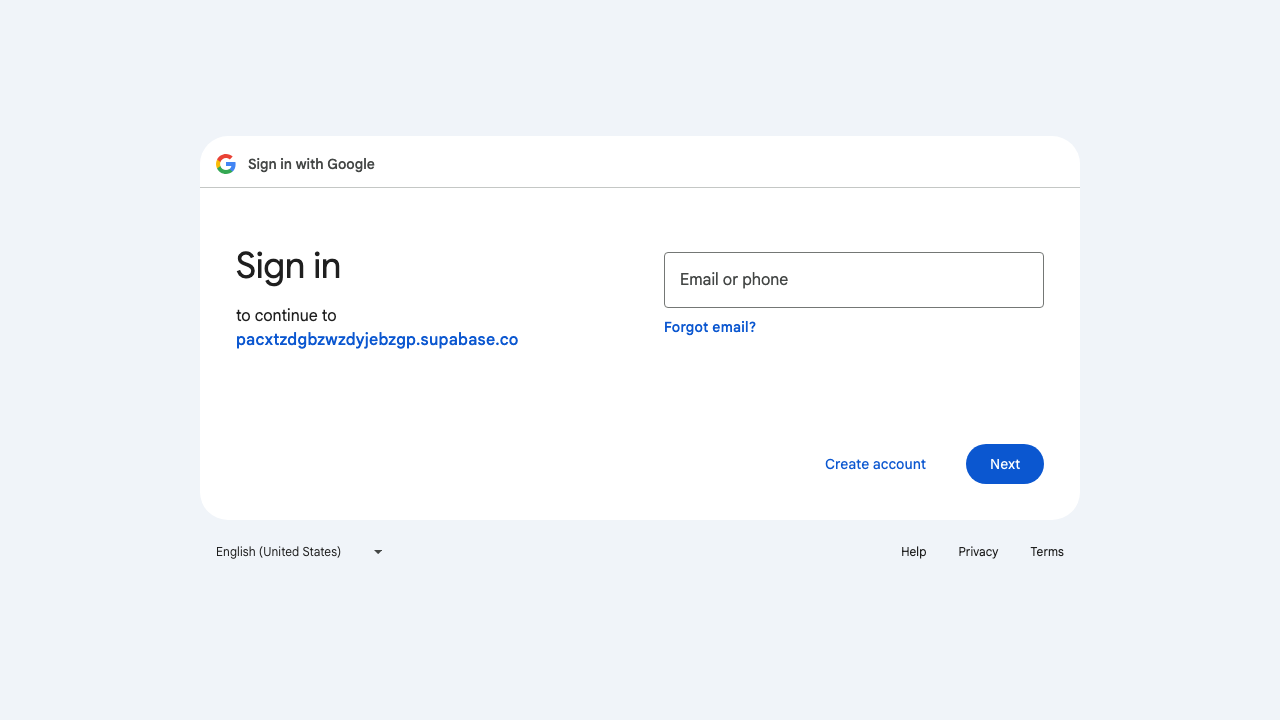 Sign in with Google
Sign in
to continue to
pacxtzdgbzwzdyjebzgp.supabase.co
Email or phone
Forgot email?
Create account
Next
English (United States)
Help
Privacy
Terms